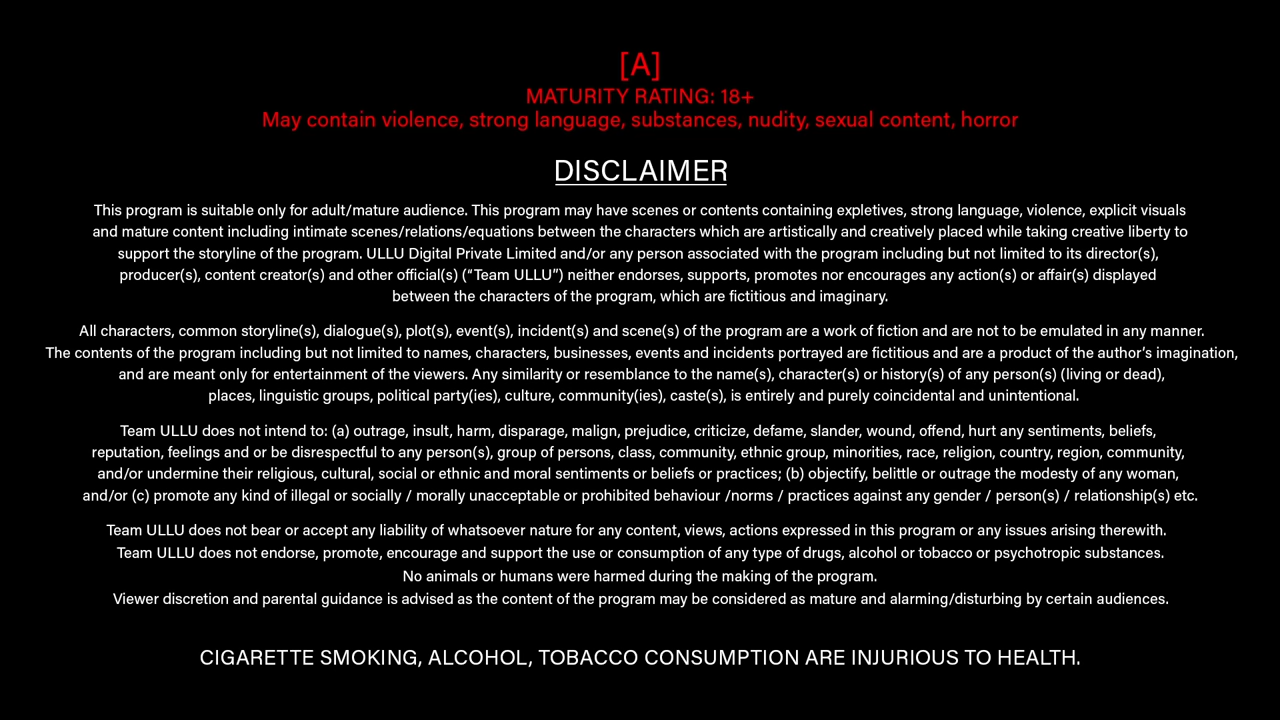 [A]
MATURITY RATING: 18+
May contain violence, strong language, substances, nudity, sexual content, horror
DISCLAIMER
This program is suitable only for adult/mature audience. This program may have scenes or contents containing expletives, strong language, violence, explicit visuals
and mature content including intimate scenes/relations/equations between the characters which are artistically and creatively placed while taking creative liberty to
support the storyline of the program. ULLU Digital Private Limited and/or any person associated with the program including but not limited to its director(s),
producer(s), content creator(s) and other official(s) (“Team ULLU”) neither endorses, supports, promotes nor encourages any action(s) or affair(s) displayed
between the characters of the program, which are fictitious and imaginary.
All characters, common storyline(s), dialogue(s), plot(s), event(s), incident(s) and scene(s) of the program are a work of fiction and are not to be emulated in any manner.
The contents of the program including but not limited to names, characters, businesses, events and incidents portrayed are fictitious and are a product of the author’s imagination,
and are meant only for entertainment of the viewers. Any similarity or resemblance to the name(s), character(s) or history(s) of any person(s) (living or dead),
places, linguistic groups, political party(ies), culture, community(ies), caste(s), is entirely and purely coincidental and unintentional.
Team ULLU does not intend to: (a) outrage, insult, harm, disparage, malign, prejudice, criticize, defame, slander, wound, offend, hurt any sentiments, beliefs,
reputation, feelings and or be disrespectful to any person(s), group of persons, class, community, ethnic group, minorities, race, religion, country, region, community,
and/or undermine their religious, cultural, social or ethnic and moral sentiments or beliefs or practices; (b) objectify, belittle or outrage the modesty of any woman,
and/or (c) promote any kind of illegal or socially / morally unacceptable or prohibited behaviour /norms / practices against any gender / person(s) / relationship(s) etc.
Team ULLU does not bear or accept any liability of whatsoever nature for any content, views, actions expressed in this program or any issues arising therewith.
Team ULLU does not endorse, promote, encourage and support the use or consumption of any type of drugs, alcohol or tobacco or psychotropic substances.
No animals or humans were harmed during the making of the program.
Viewer discretion and parental guidance is advised as the content of the program may be considered as mature and alarming/disturbing by certain audiences.
CIGARETTE SMOKING, ALCOHOL, TOBACCO CONSUMPTION ARE INJURIOUS TO HEALTH.